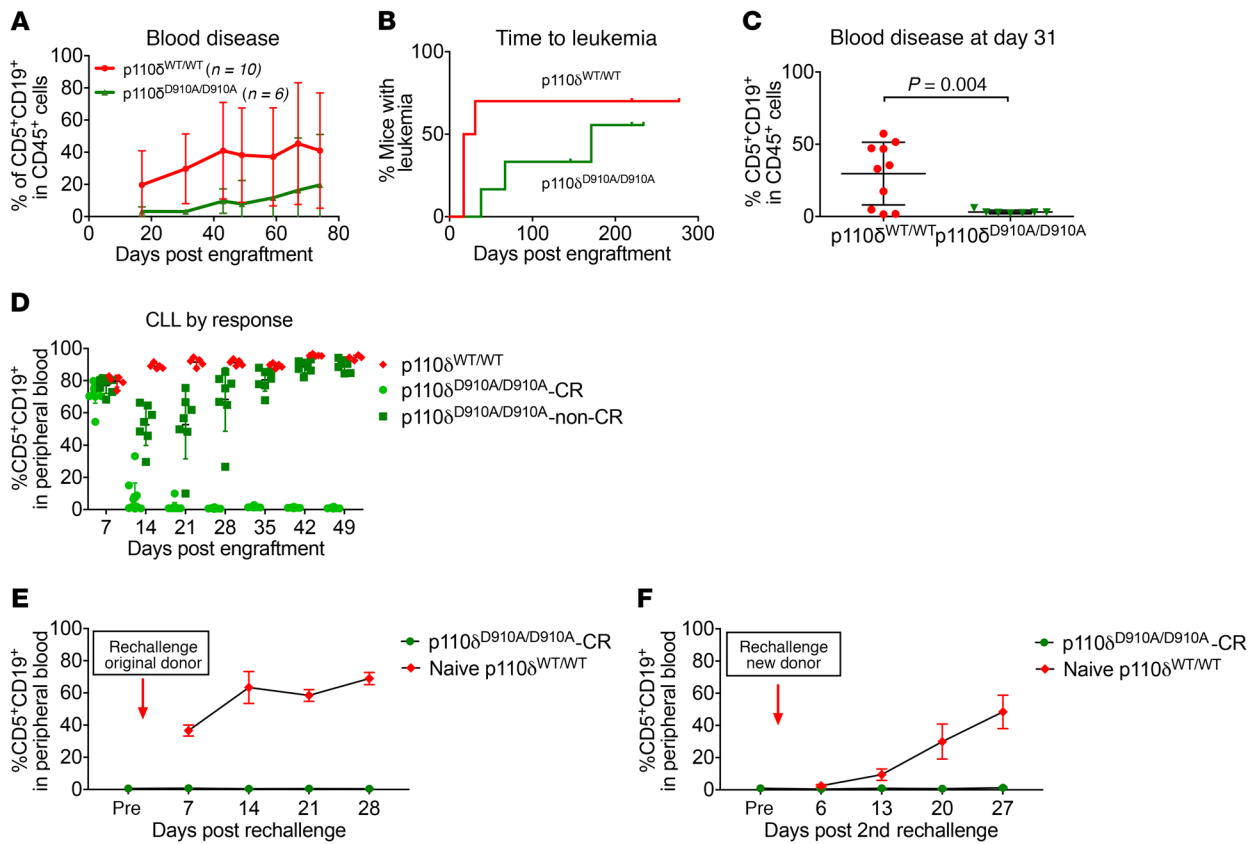 A
Blood disease
% of CD5⁺CD19⁺
in CD45⁺ cells
100
80
60
40
20
0
p110δᵂᵀ/ᵂᵀ (n = 10)
p110δᴰ⁹¹⁰ᴬ/ᴰ⁹¹⁰ᴬ (n = 6)
0 20 40 60 80
Days post engraftment
B
Time to leukemia
% Mice with
leukemia
100
50
0
p110δᵂᵀ/ᵂᵀ
p110δᴰ⁹¹⁰ᴬ/ᴰ⁹¹⁰ᴬ
0 100 200 300
Days post engraftment
C
Blood disease at day 31
% CD5⁺CD19⁺
in CD45⁺ cells
100
50
0
P = 0.004
p110δᵂᵀ/ᵂᵀ p110δᴰ⁹¹⁰ᴬ/ᴰ⁹¹⁰ᴬ
D
CLL by response
%CD5⁺CD19⁺
in peripheral blood
100
80
60
40
20
0
7 14 21 28 35 42 49
Days post engraftment
p110δᵂᵀ/ᵂᵀ
p110δᴰ⁹¹⁰ᴬ/ᴰ⁹¹⁰ᴬ-CR
p110δᴰ⁹¹⁰ᴬ/ᴰ⁹¹⁰ᴬ-non-CR
E
%CD5⁺CD19⁺
in peripheral blood
100
80
60
40
20
0
Rechallenge
original donor
Pre 7 14 21 28
Days post rechallenge
p110δᴰ⁹¹⁰ᴬ/ᴰ⁹¹⁰ᴬ-CR
Naive p110δᵂᵀ/ᵂᵀ
F
%CD5⁺CD19⁺
in peripheral blood
100
80
60
40
20
0
Rechallenge
new donor
Pre 6 13 20 27
Days post 2nd rechallenge
p110δᴰ⁹¹⁰ᴬ/ᴰ⁹¹⁰ᴬ-CR
Naive p110δᵂᵀ/ᵂᵀ